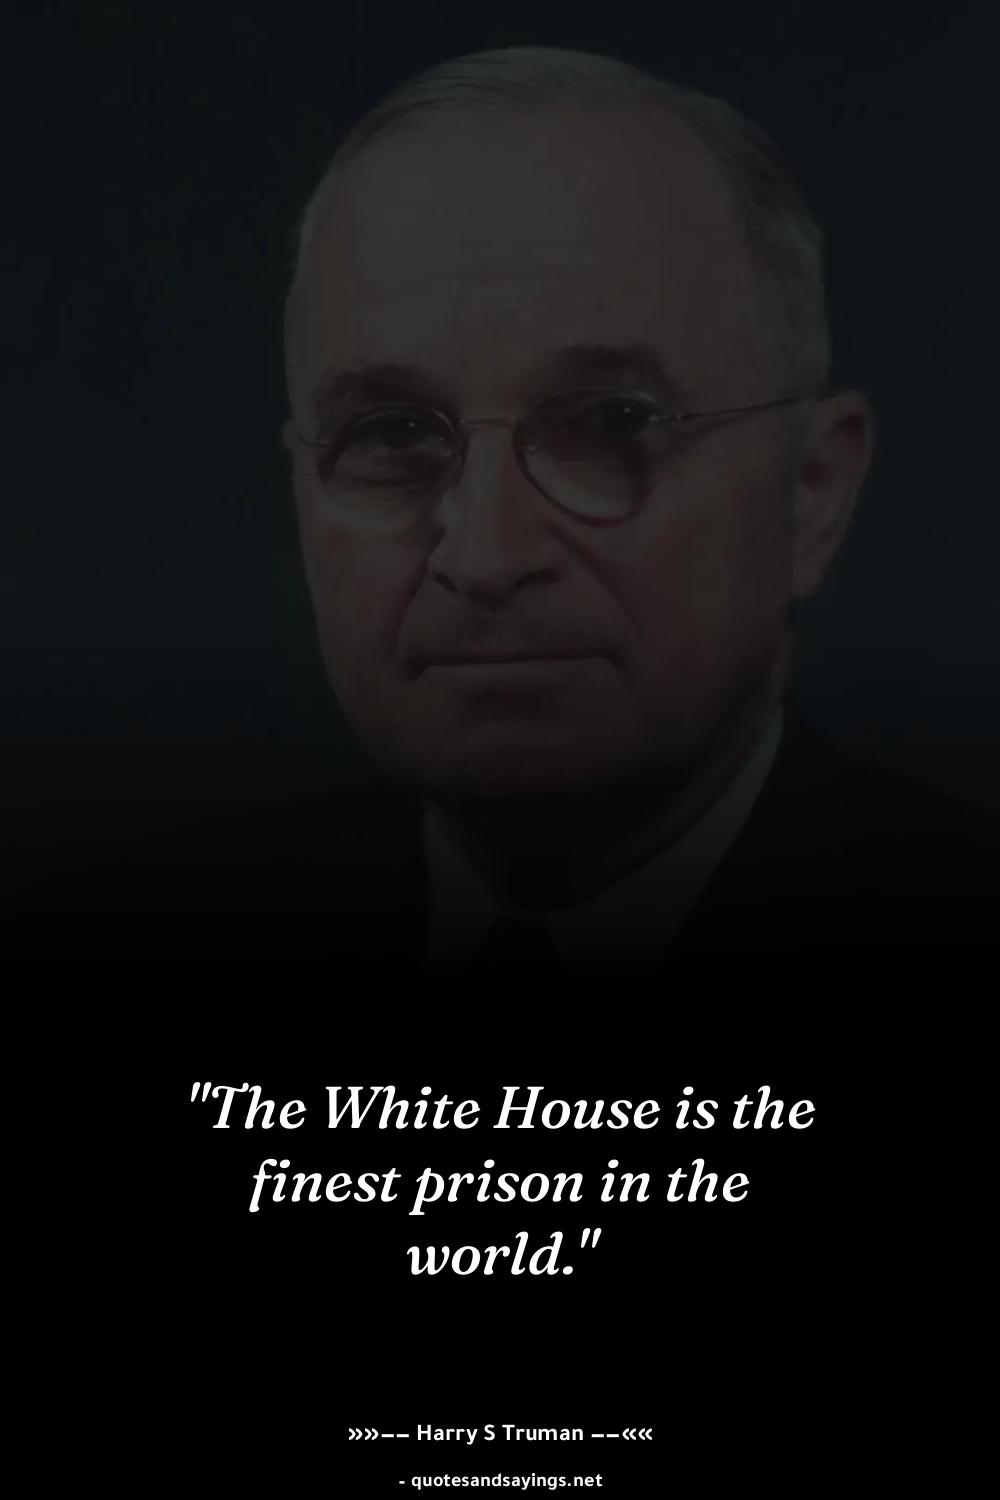 "The White House is the
finest prison in the
world."
»»–– Harry S Truman ––««
- quotesandsayings.net